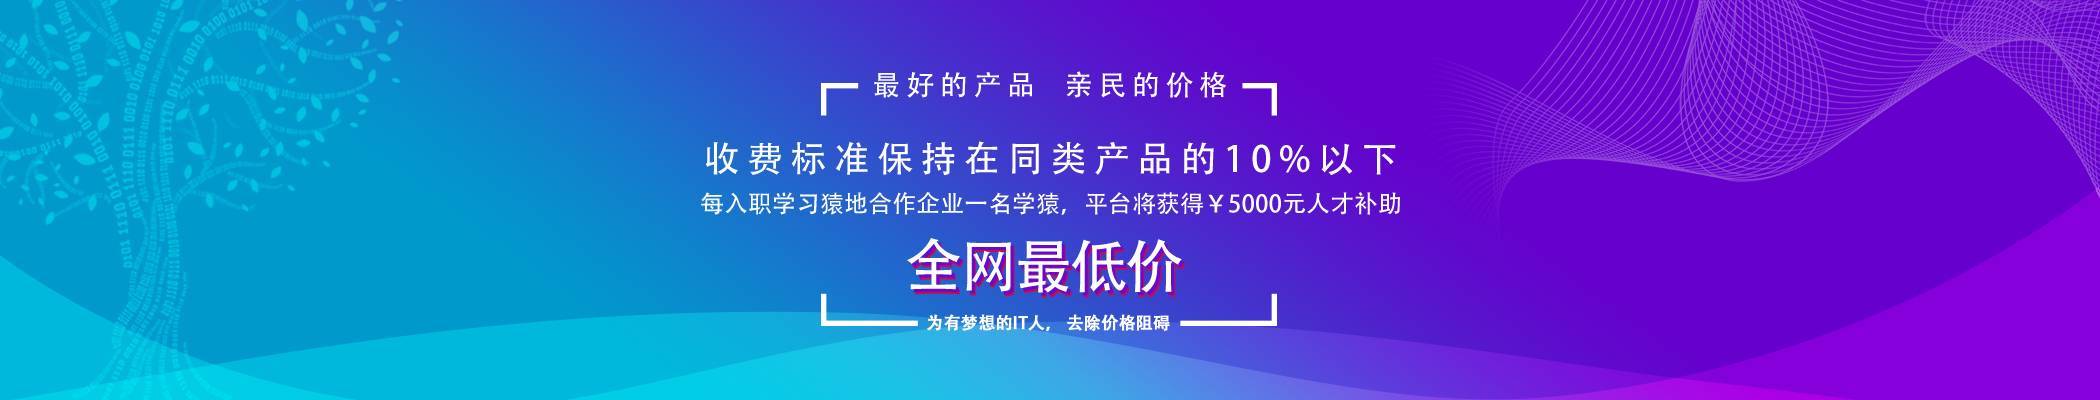 最好的产品 亲民的价格
收费标准保持在同类产品的10%以下
每入职学习猿地合作企业一名学猿，平台将获得￥5000元人才补助
全网最低价
为有梦想的IT人，去除价格阻碍